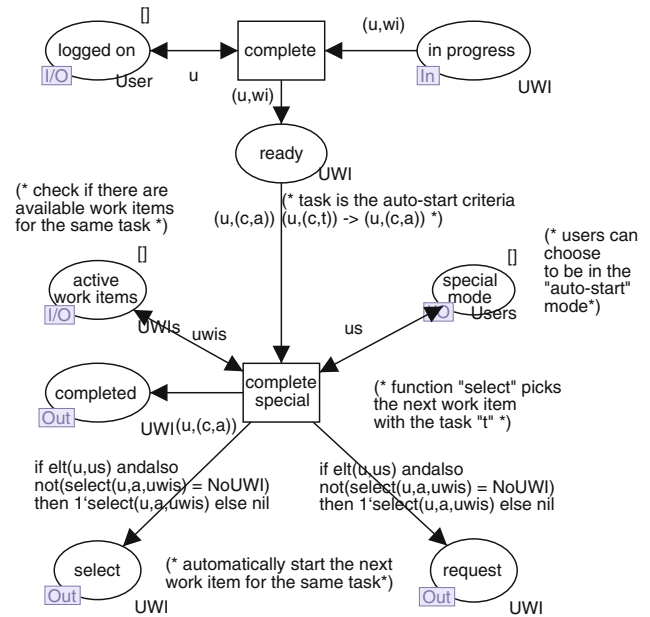 []
(u,wi)
logged on
complete
in progress
I/O
User
u
In
UWI
(u,wi)
ready
UWI
(* check if there are
available work items
for the same task *)
(* task is the auto-start criteria
(u,(c,a)) (u,(c,t)) -> (u,(c,a)) *)
(* users can
choose
to be in the
"auto-start"
mode*)
[]
[]
active
work items
special
mode
I/O
I/O
Users
UWIs
uwis
us
complete
special
completed
Out
UWI
(u,(c,a))
(* function "select" picks
the next work item
with the task "t" *)
if elt(u,us) andalso
not(select(u,a,uwis) = NoUWI)
then 1‘select(u,a,uwis) else nil
if elt(u,us) andalso
not(select(u,a,uwis) = NoUWI)
then 1‘select(u,a,uwis) else nil
select
(* automatically start the next
work item for the same task*)
request
Out
UWI
Out
UWI